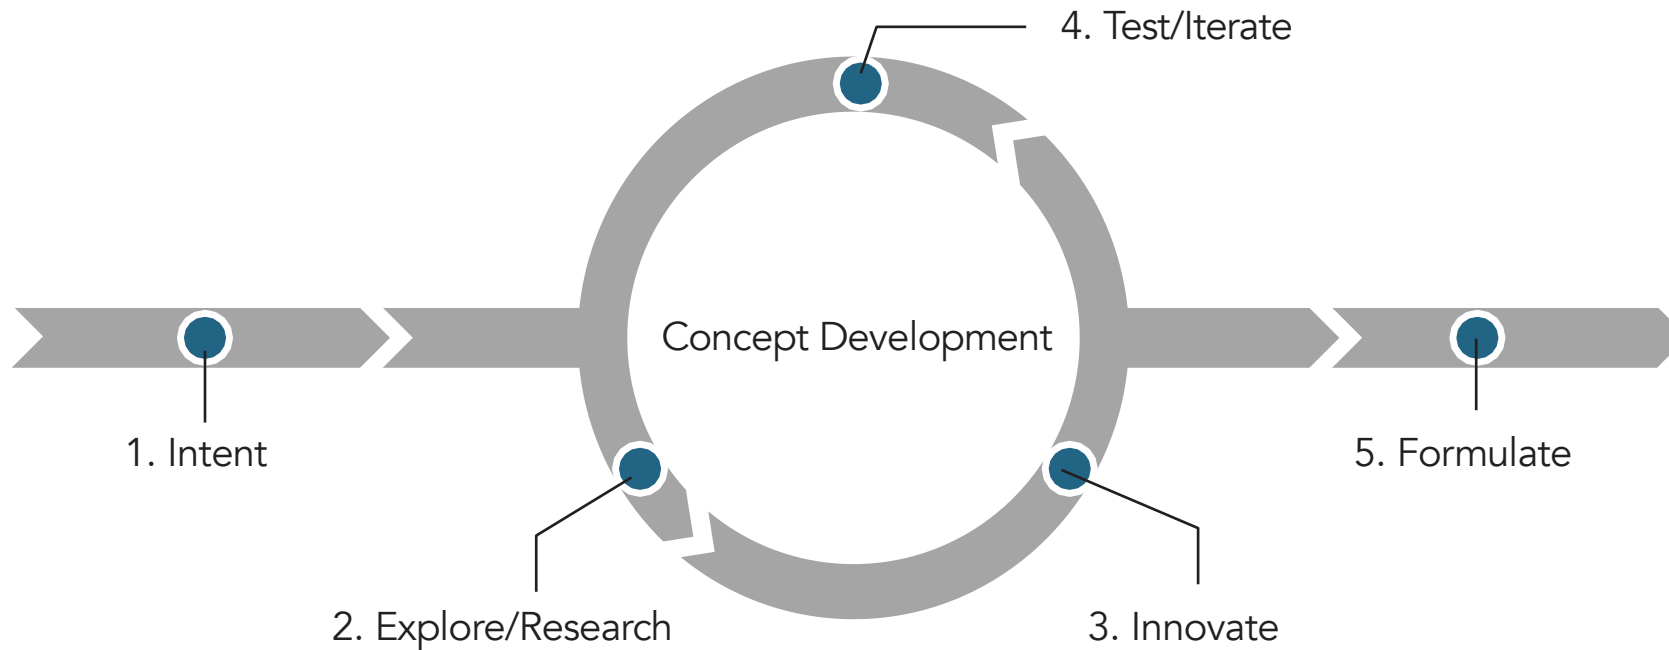 4. Test/Iterate
Concept Development
1. Intent
5. Formulate
2. Explore/Research
3. Innovate